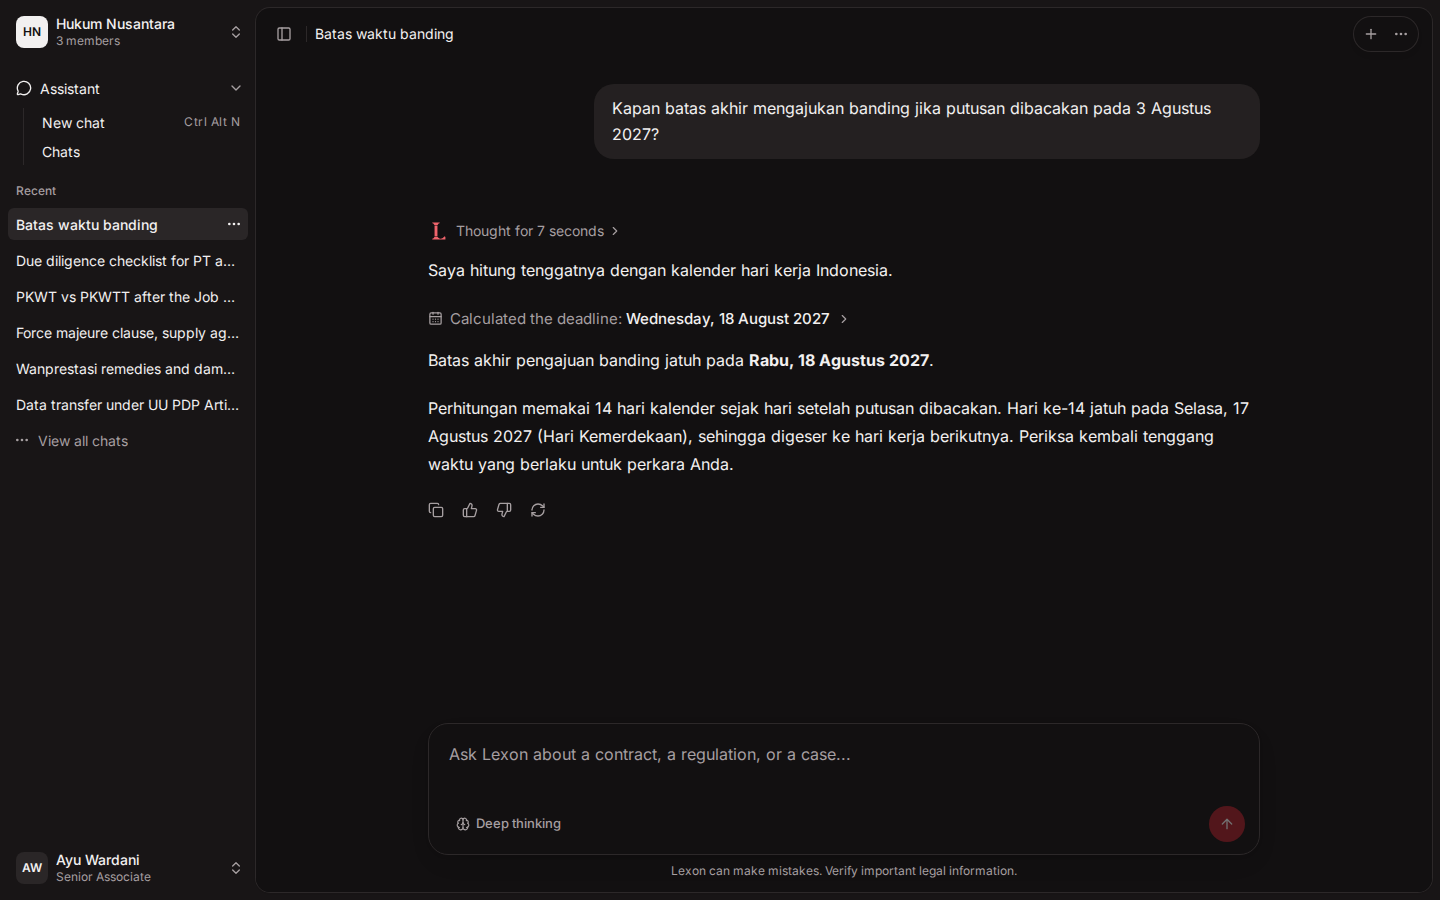 HN
Hukum Nusantara
3 members
Assistant
New chat
Ctrl Alt N
Chats
Recent
Batas waktu banding
Due diligence checklist for PT a...
PKWT vs PKWTT after the Job ...
Force majeure clause, supply ag...
Wanprestasi remedies and dam...
Data transfer under UU PDP Arti...
View all chats
AW
Ayu Wardani
Senior Associate
Batas waktu banding
Kapan batas akhir mengajukan banding jika putusan dibacakan pada 3 Agustus
2027?
L
Thought for 7 seconds
Saya hitung tenggatnya dengan kalender hari kerja Indonesia.
Calculated the deadline: Wednesday, 18 August 2027
Batas akhir pengajuan banding jatuh pada Rabu, 18 Agustus 2027.
Perhitungan memakai 14 hari kalender sejak hari setelah putusan dibacakan. Hari ke-14 jatuh pada Selasa, 17
Agustus 2027 (Hari Kemerdekaan), sehingga digeser ke hari kerja berikutnya. Periksa kembali tenggang
waktu yang berlaku untuk perkara Anda.
Ask Lexon about a contract, a regulation, or a case...
Deep thinking
Lexon can make mistakes. Verify important legal information.